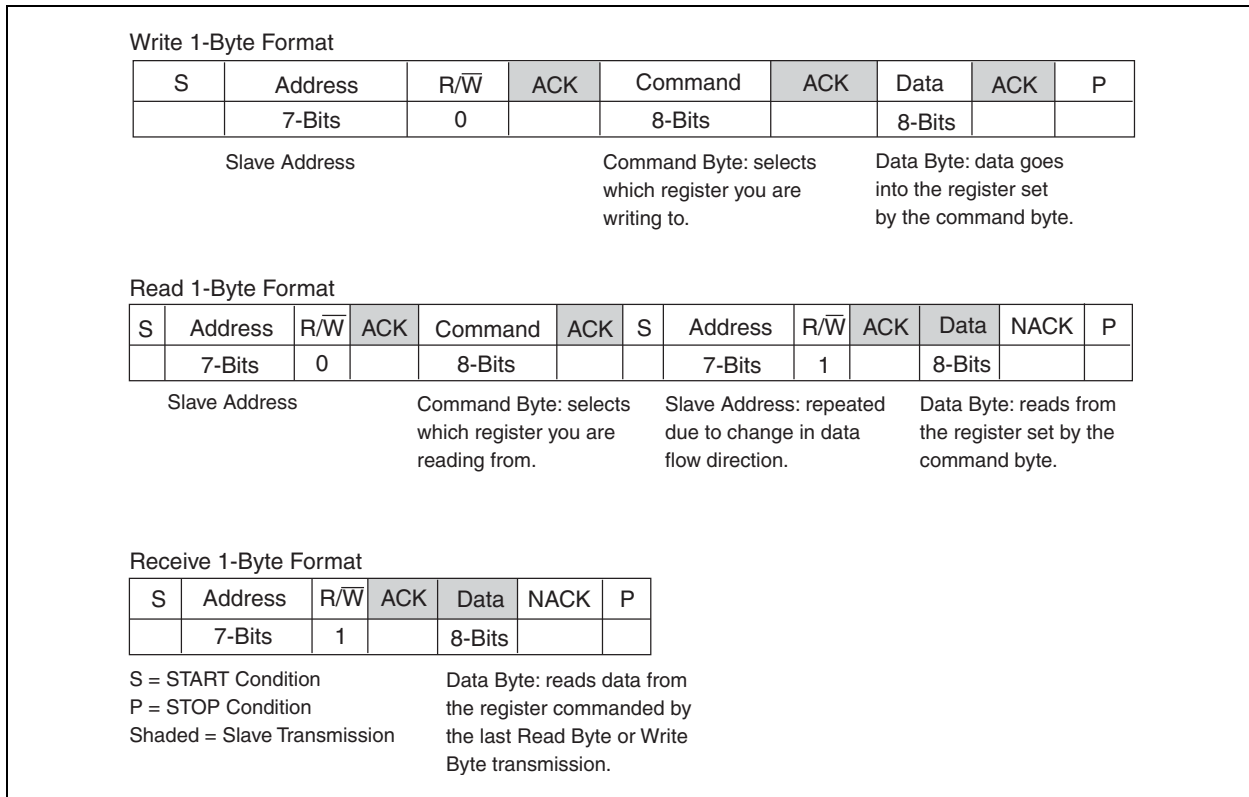 Write 1-Byte Format
S Address R/W̅ ACK Command ACK Data ACK P
7-Bits 0 8-Bits 8-Bits
Slave Address
Command Byte: selects
which register you are
writing to.
Data Byte: data goes
into the register set
by the command byte.
Read 1-Byte Format
S Address R/W̅ ACK Command ACK S Address R/W̅ ACK Data NACK P
7-Bits 0 8-Bits 7-Bits 1 8-Bits
Slave Address
Command Byte: selects
which register you are
reading from.
Slave Address: repeated
due to change in data
flow direction.
Data Byte: reads from
the register set by the
command byte.
Receive 1-Byte Format
S Address R/W̅ ACK Data NACK P
7-Bits 1 8-Bits
S = START Condition
P = STOP Condition
Shaded = Slave Transmission
Data Byte: reads data from
the register commanded by
the last Read Byte or Write
Byte transmission.